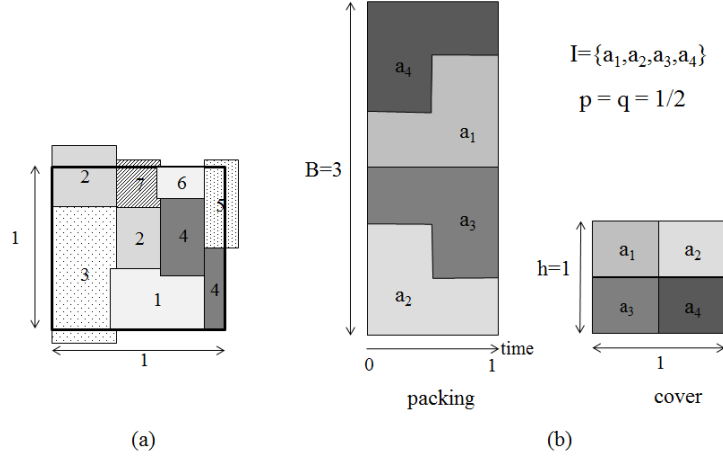 2
7
6
5
1
2
4
3
1
4
1
(a)
a4
a1
B=3
a3
a2
0
1
time
packing
I={a1,a2,a3,a4}
p = q = 1/2
h=1
a1
a2
a3
a4
1
cover
(b)